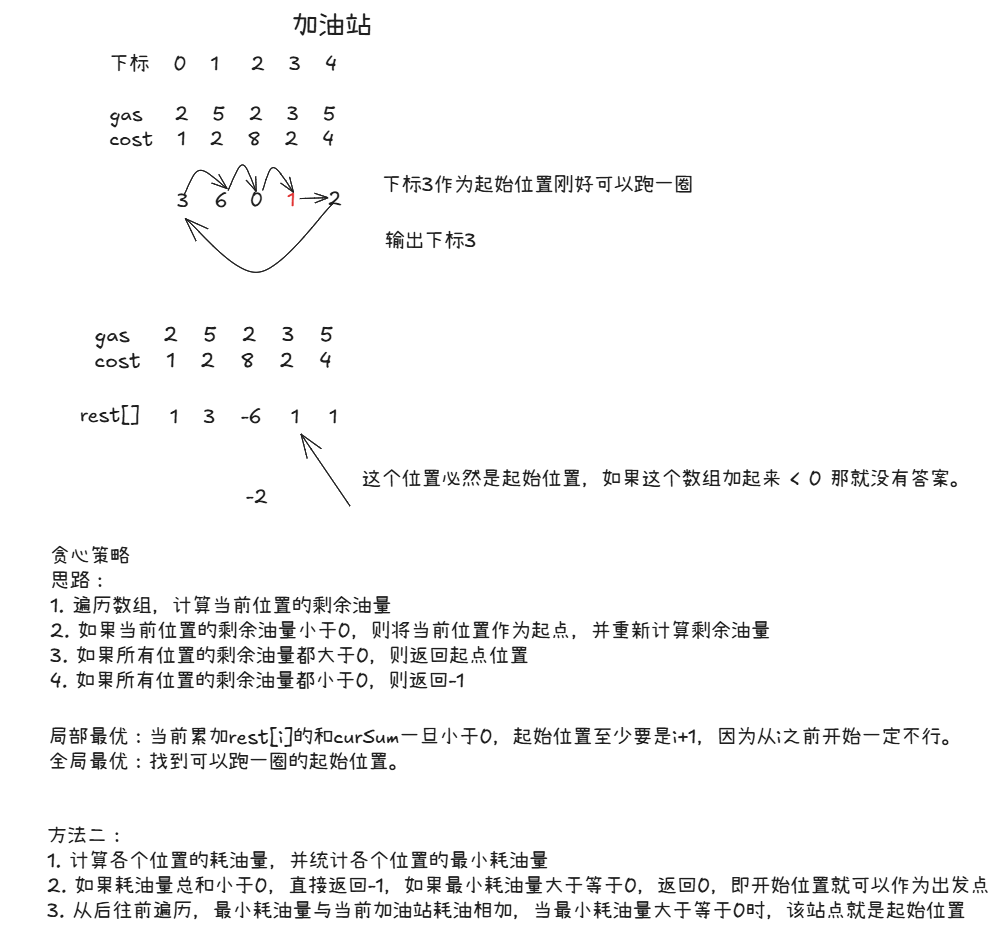 加油站
下标 0 1 2 3 4
gas 2 5 2 3 5
cost 1 2 8 2 4
下标3作为起始位置刚好可以跑一圈
3 6 0 1 2
输出下标3
gas 2 5 2 3 5
cost 1 2 8 2 4
rest[] 1 3 -6 1 1
这个位置必然是起始位置，如果这个数组加起来 < 0 那就没有答案。
-2
贪心策略
思路：
1. 遍历数组，计算当前位置的剩余油量
2. 如果当前位置的剩余油量小于0，则将当前位置作为起点，并重新计算剩余油量
3. 如果所有位置的剩余油量都大于0，则返回起点位置
4. 如果所有位置的剩余油量都小于0，则返回-1
局部最优：当前累加rest[i]的和curSum一旦小于0，起始位置至少要是i+1，因为从i之前开始一定不行。
全局最优：找到可以跑一圈的起始位置。
方法二：
1. 计算各个位置的耗油量，并统计各个位置的最小耗油量
2. 如果耗油量总和小于0，直接返回-1，如果最小耗油量大于等于0，返回0，即开始位置就可以作为出发点
3. 从后往前遍历，最小耗油量与当前加油站耗油相加，当最小耗油量大于等于0时，该站点就是起始位置